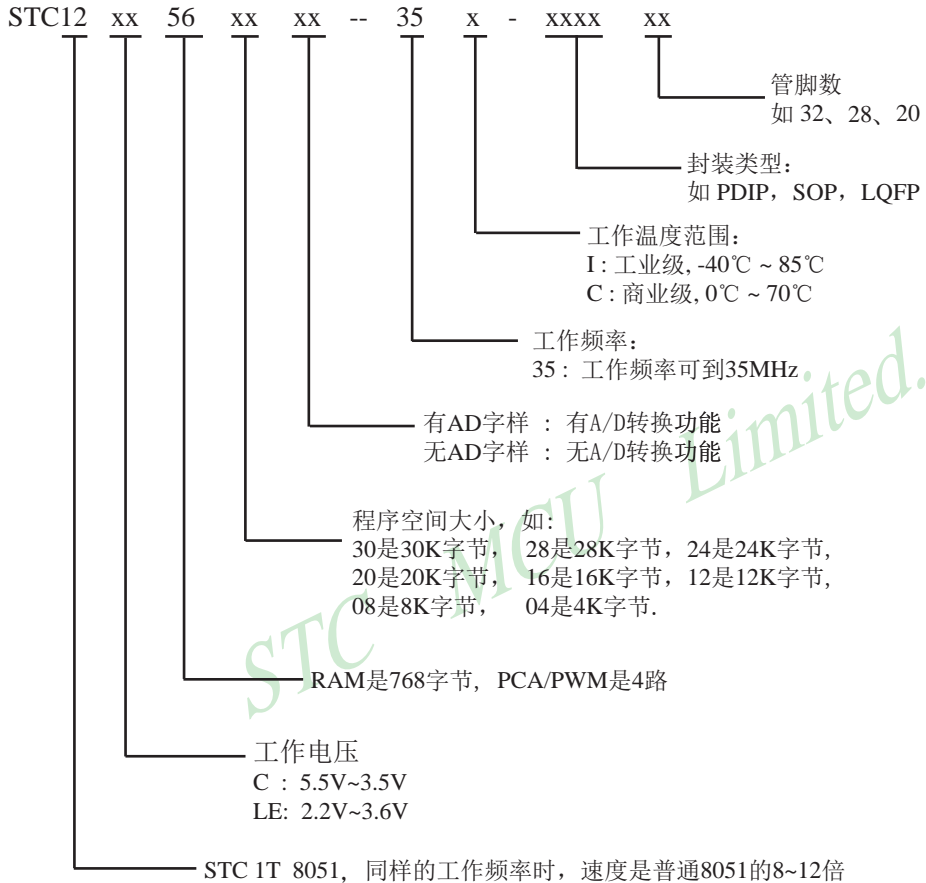 STC12 xx 56 xx xx -- 35 x - xxxx xx
管脚数
如 32、28、20
封装类型：
如 PDIP，SOP，LQFP
工作温度范围：
I : 工业级, -40℃ ~ 85℃
C : 商业级, 0℃ ~ 70℃
工作频率：
35 : 工作频率可到35MHz
有AD字样 : 有A/D转换功能
无AD字样 : 无A/D转换功能
程序空间大小，如:
30是30K字节， 28是28K字节，24是24K字节,
20是20K字节， 16是16K字节，12是12K字节,
08是8K字节， 04是4K字节.
RAM是768字节, PCA/PWM是4路
工作电压
C : 5.5V~3.5V
LE: 2.2V~3.6V
STC 1T 8051, 同样的工作频率时，速度是普通8051的8~12倍
STC MCU Limited.